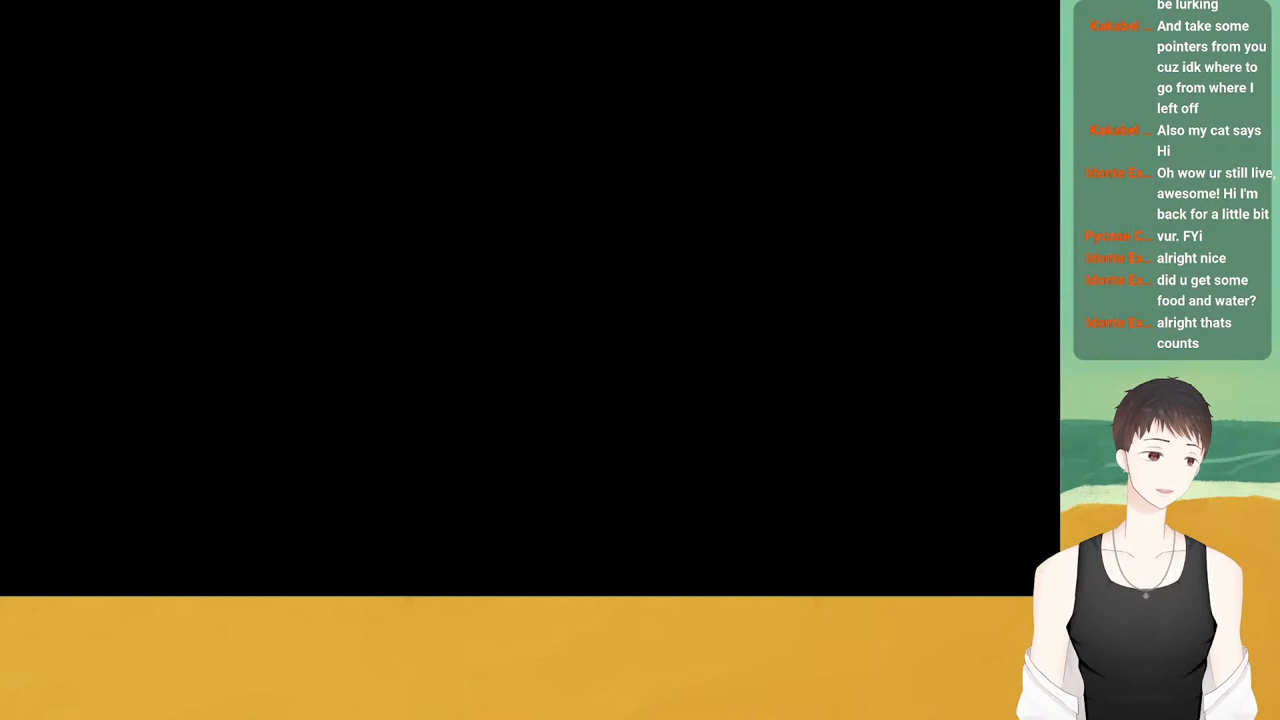 be lurking
And take some
pointers from you
cuz idk where to
go from where I
left off
Also my cat says
Hi
Oh wow ur still live,
awesome! Hi I'm
back for a little bit
vur. FYi
alright nice
did u get some
food and water?
alright thats
counts